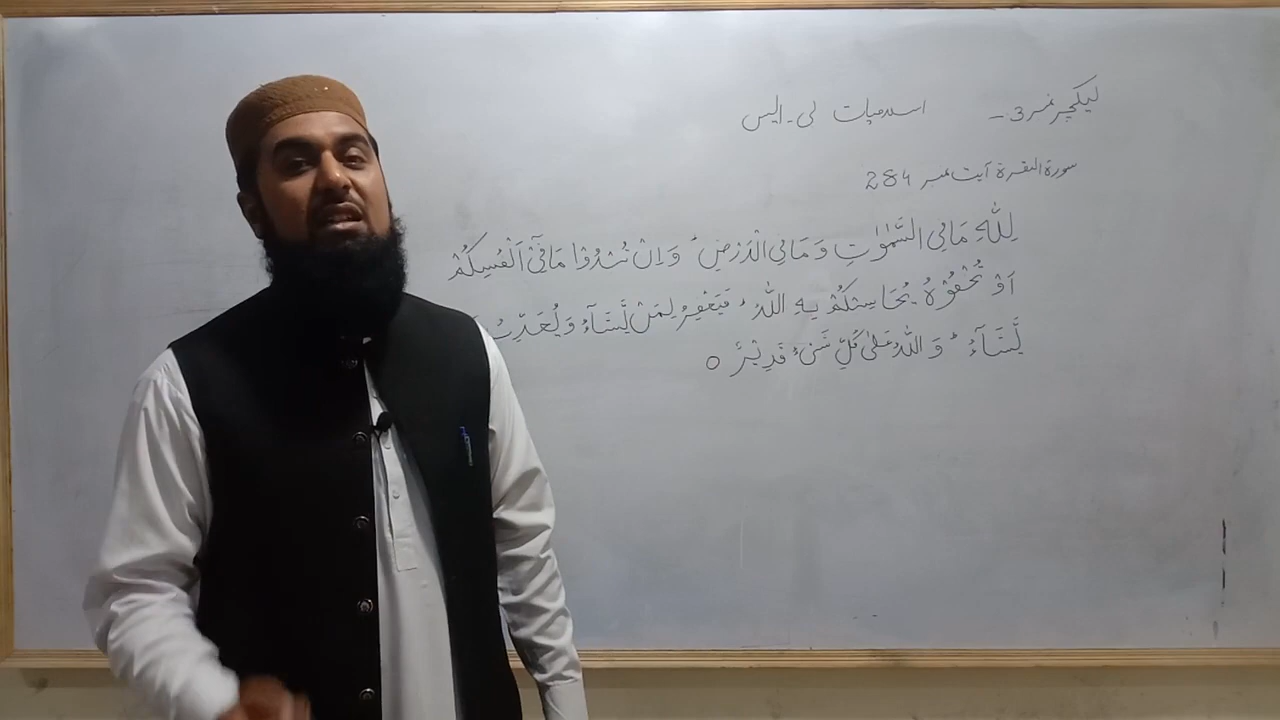 لیکچر نمبر 3۔ اسلامیات بی۔ایس
سورۃ البقرۃ آیت نمبر 284
لِلّٰهِ مَا فِي السَّمٰوٰتِ وَمَا فِي الْاَرْضِ ؕ وَاِنْ تُبْدُوْا مَا فِيْٓ اَنْفُسِكُمْ
اَوْ تُخْفُوْهُ يُحَاسِبْكُمْ بِهِ اللّٰهُ ؕ فَيَغْفِرُ لِمَنْ يَّشَآءُ وَيُعَذِّبُ
يَّشَآءُ ؕ وَاللّٰهُ عَلٰى كُلِّ شَيْءٍ قَدِيْرٌ ○